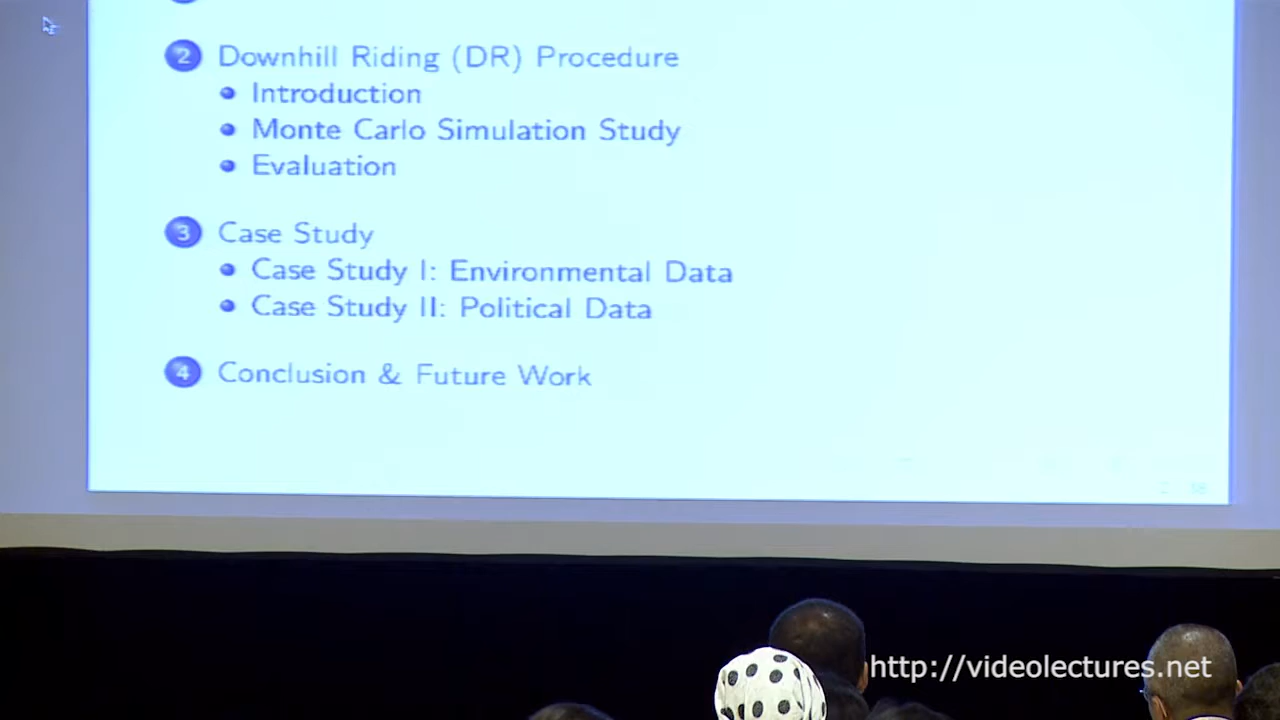 2 Downhill Riding (DR) Procedure
Introduction
Monte Carlo Simulation Study
Evaluation
3 Case Study
Case Study I: Environmental Data
Case Study II: Political Data
4 Conclusion & Future Work
http://videolectures.net